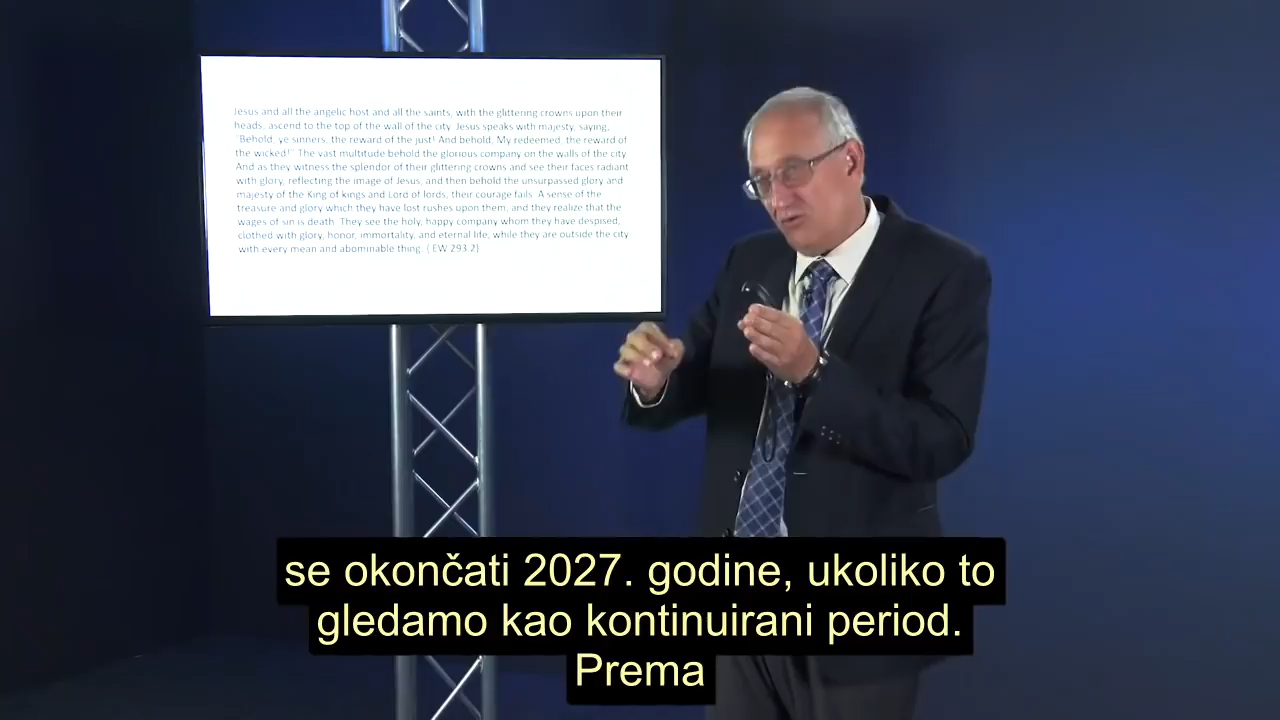 Jesus and all the angelic host and all the saints, with the glittering crowns upon their
heads, ascend to the top of the wall of the city. Jesus speaks with majesty, saying,
"Behold, ye sinners, the reward of the just! And behold, My redeemed, the reward of
the wicked!" The vast multitude behold the glorious company on the walls of the city.
And as they witness the splendor of their glittering crowns and see their faces radiant
with glory, reflecting the image of Jesus, and then behold the unsurpassed glory and
majesty of the King of kings and Lord of lords, their courage fails. A sense of the
treasure and glory which they have lost rushes upon them, and they realize that the
wages of sin is death. They see the holy, happy company whom they have despised,
clothed with glory, honor, immortality, and eternal life, while they are outside the city
with every mean and abominable thing. { EW 293.2}
se okončati 2027. godine, ukoliko to
gledamo kao kontinuirani period.
Prema